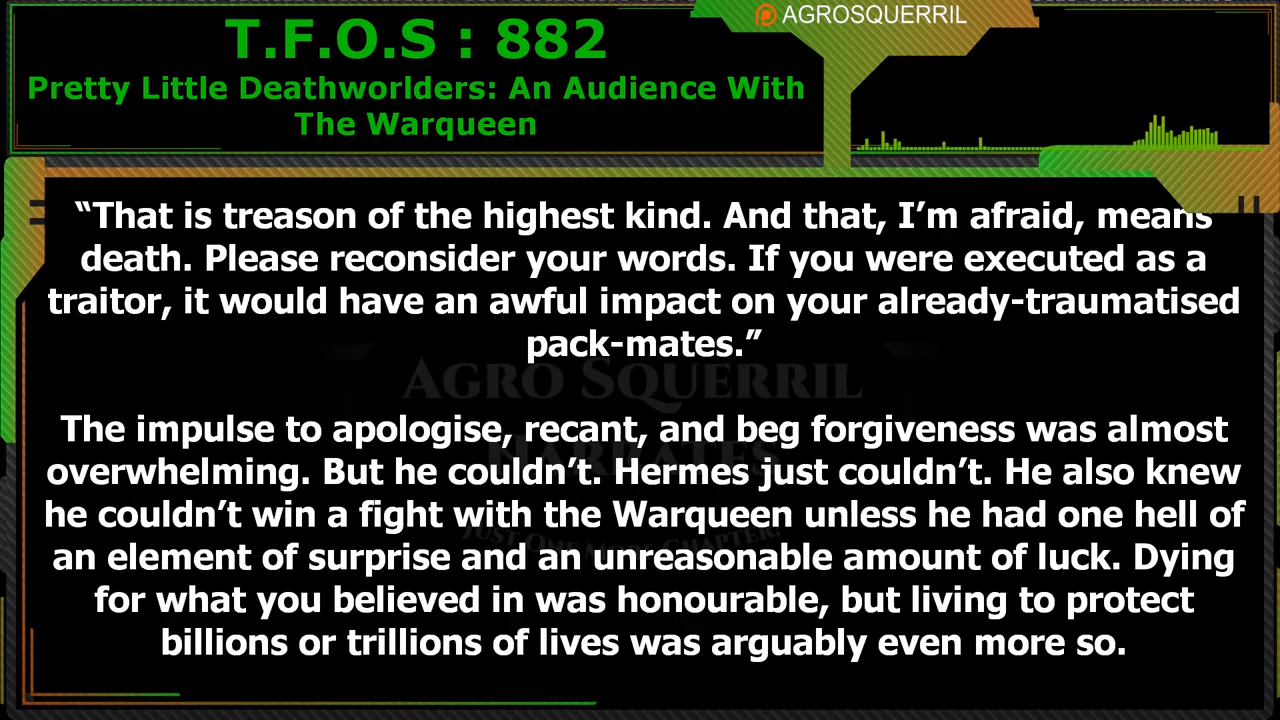 AGROSQUERRIL
T.F.O.S : 882
Pretty Little Deathworlders: An Audience With
The Warqueen
“That is treason of the highest kind. And that, I’m afraid, means
death. Please reconsider your words. If you were executed as a
traitor, it would have an awful impact on your already-traumatised
pack-mates.”
AGRO SQUERRIL
NARRATES
The impulse to apologise, recant, and beg forgiveness was almost
overwhelming. But he couldn’t. Hermes just couldn’t. He also knew
he couldn’t win a fight with the Warqueen unless he had one hell of
JUST ONE MORE CHAPTER!
an element of surprise and an unreasonable amount of luck. Dying
for what you believed in was honourable, but living to protect
billions or trillions of lives was arguably even more so.